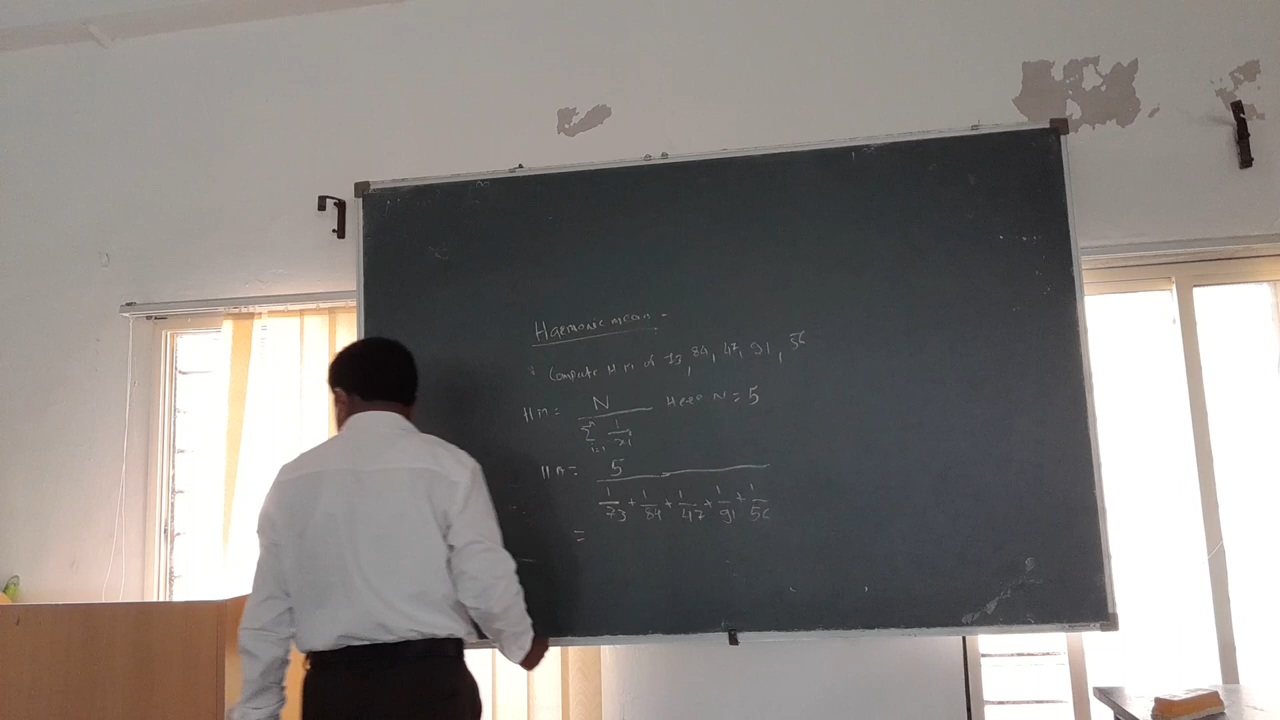 Harmonic mean -
Compute H.M of 73, 84, 47, 91, 56
HM = N / Σ i=1 1/xi Here N = 5
HM = 5 / 1/73 + 1/84 + 1/47 + 1/91 + 1/56
=